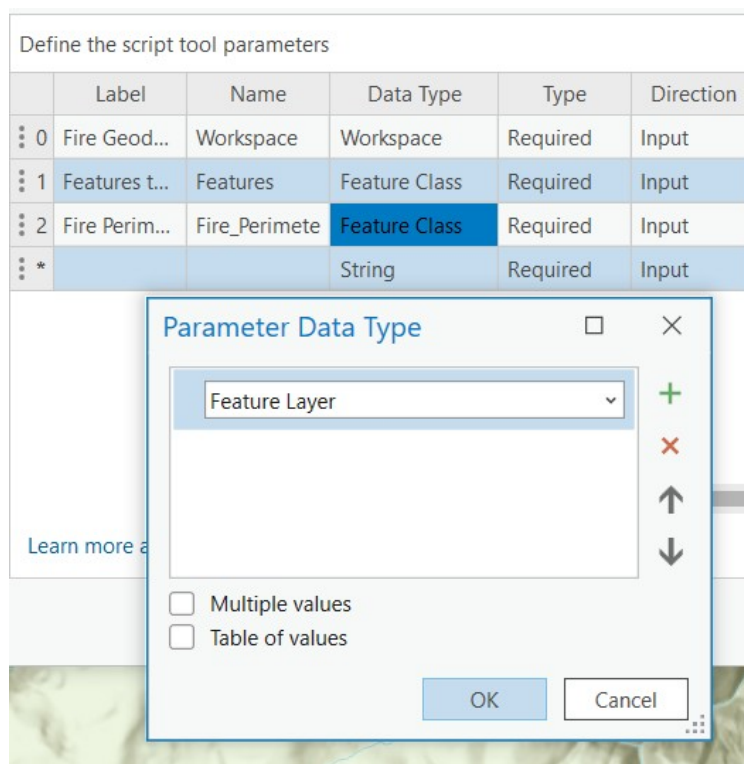 Define the script tool parameters
Label Name Data Type Type Direction
0 Fire Geod... Workspace Workspace Required Input
1 Features t... Features Feature Class Required Input
2 Fire Perim... Fire_Perimete Feature Class Required Input
* String Required Input
Parameter Data Type
Feature Layer
Learn more a
Multiple values
Table of values
OK Cancel